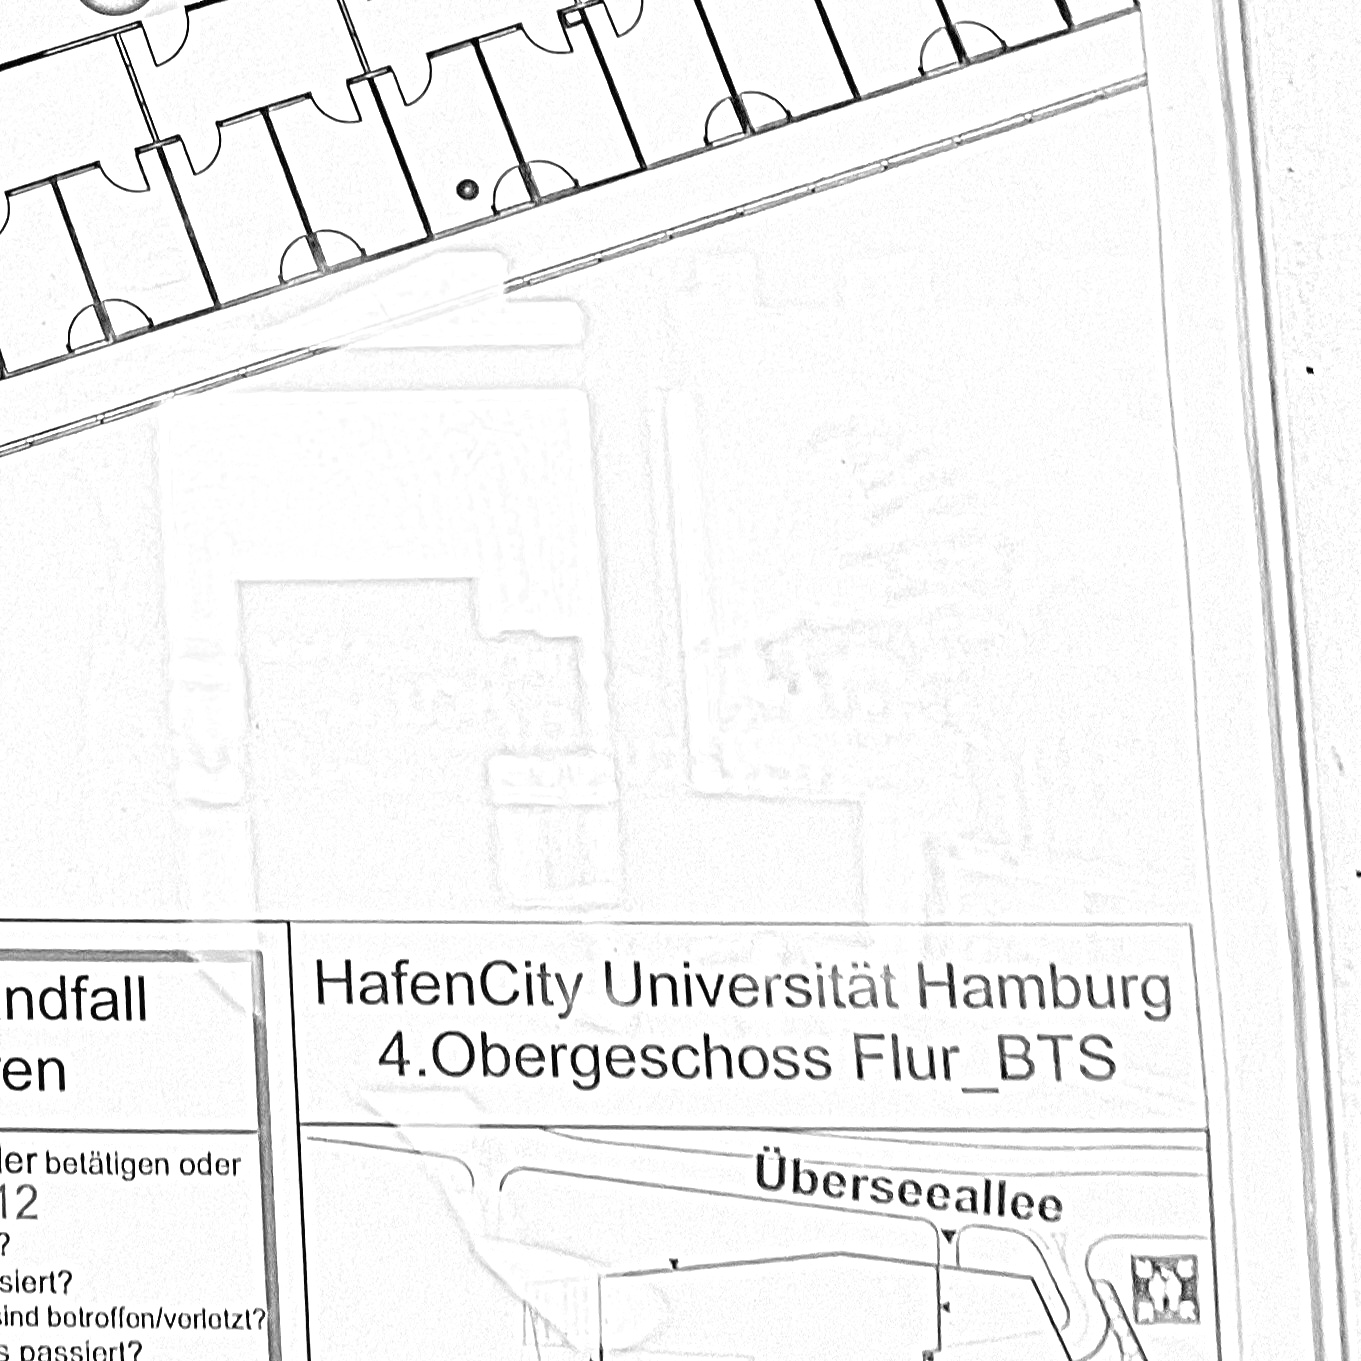 ndfall
en
HafenCity Universität Hamburg
4.Obergeschoss Flur_BTS
ler betätigen oder
12
?
siert?
sind betroffen/verletzt?
s passiert?
Überseeallee